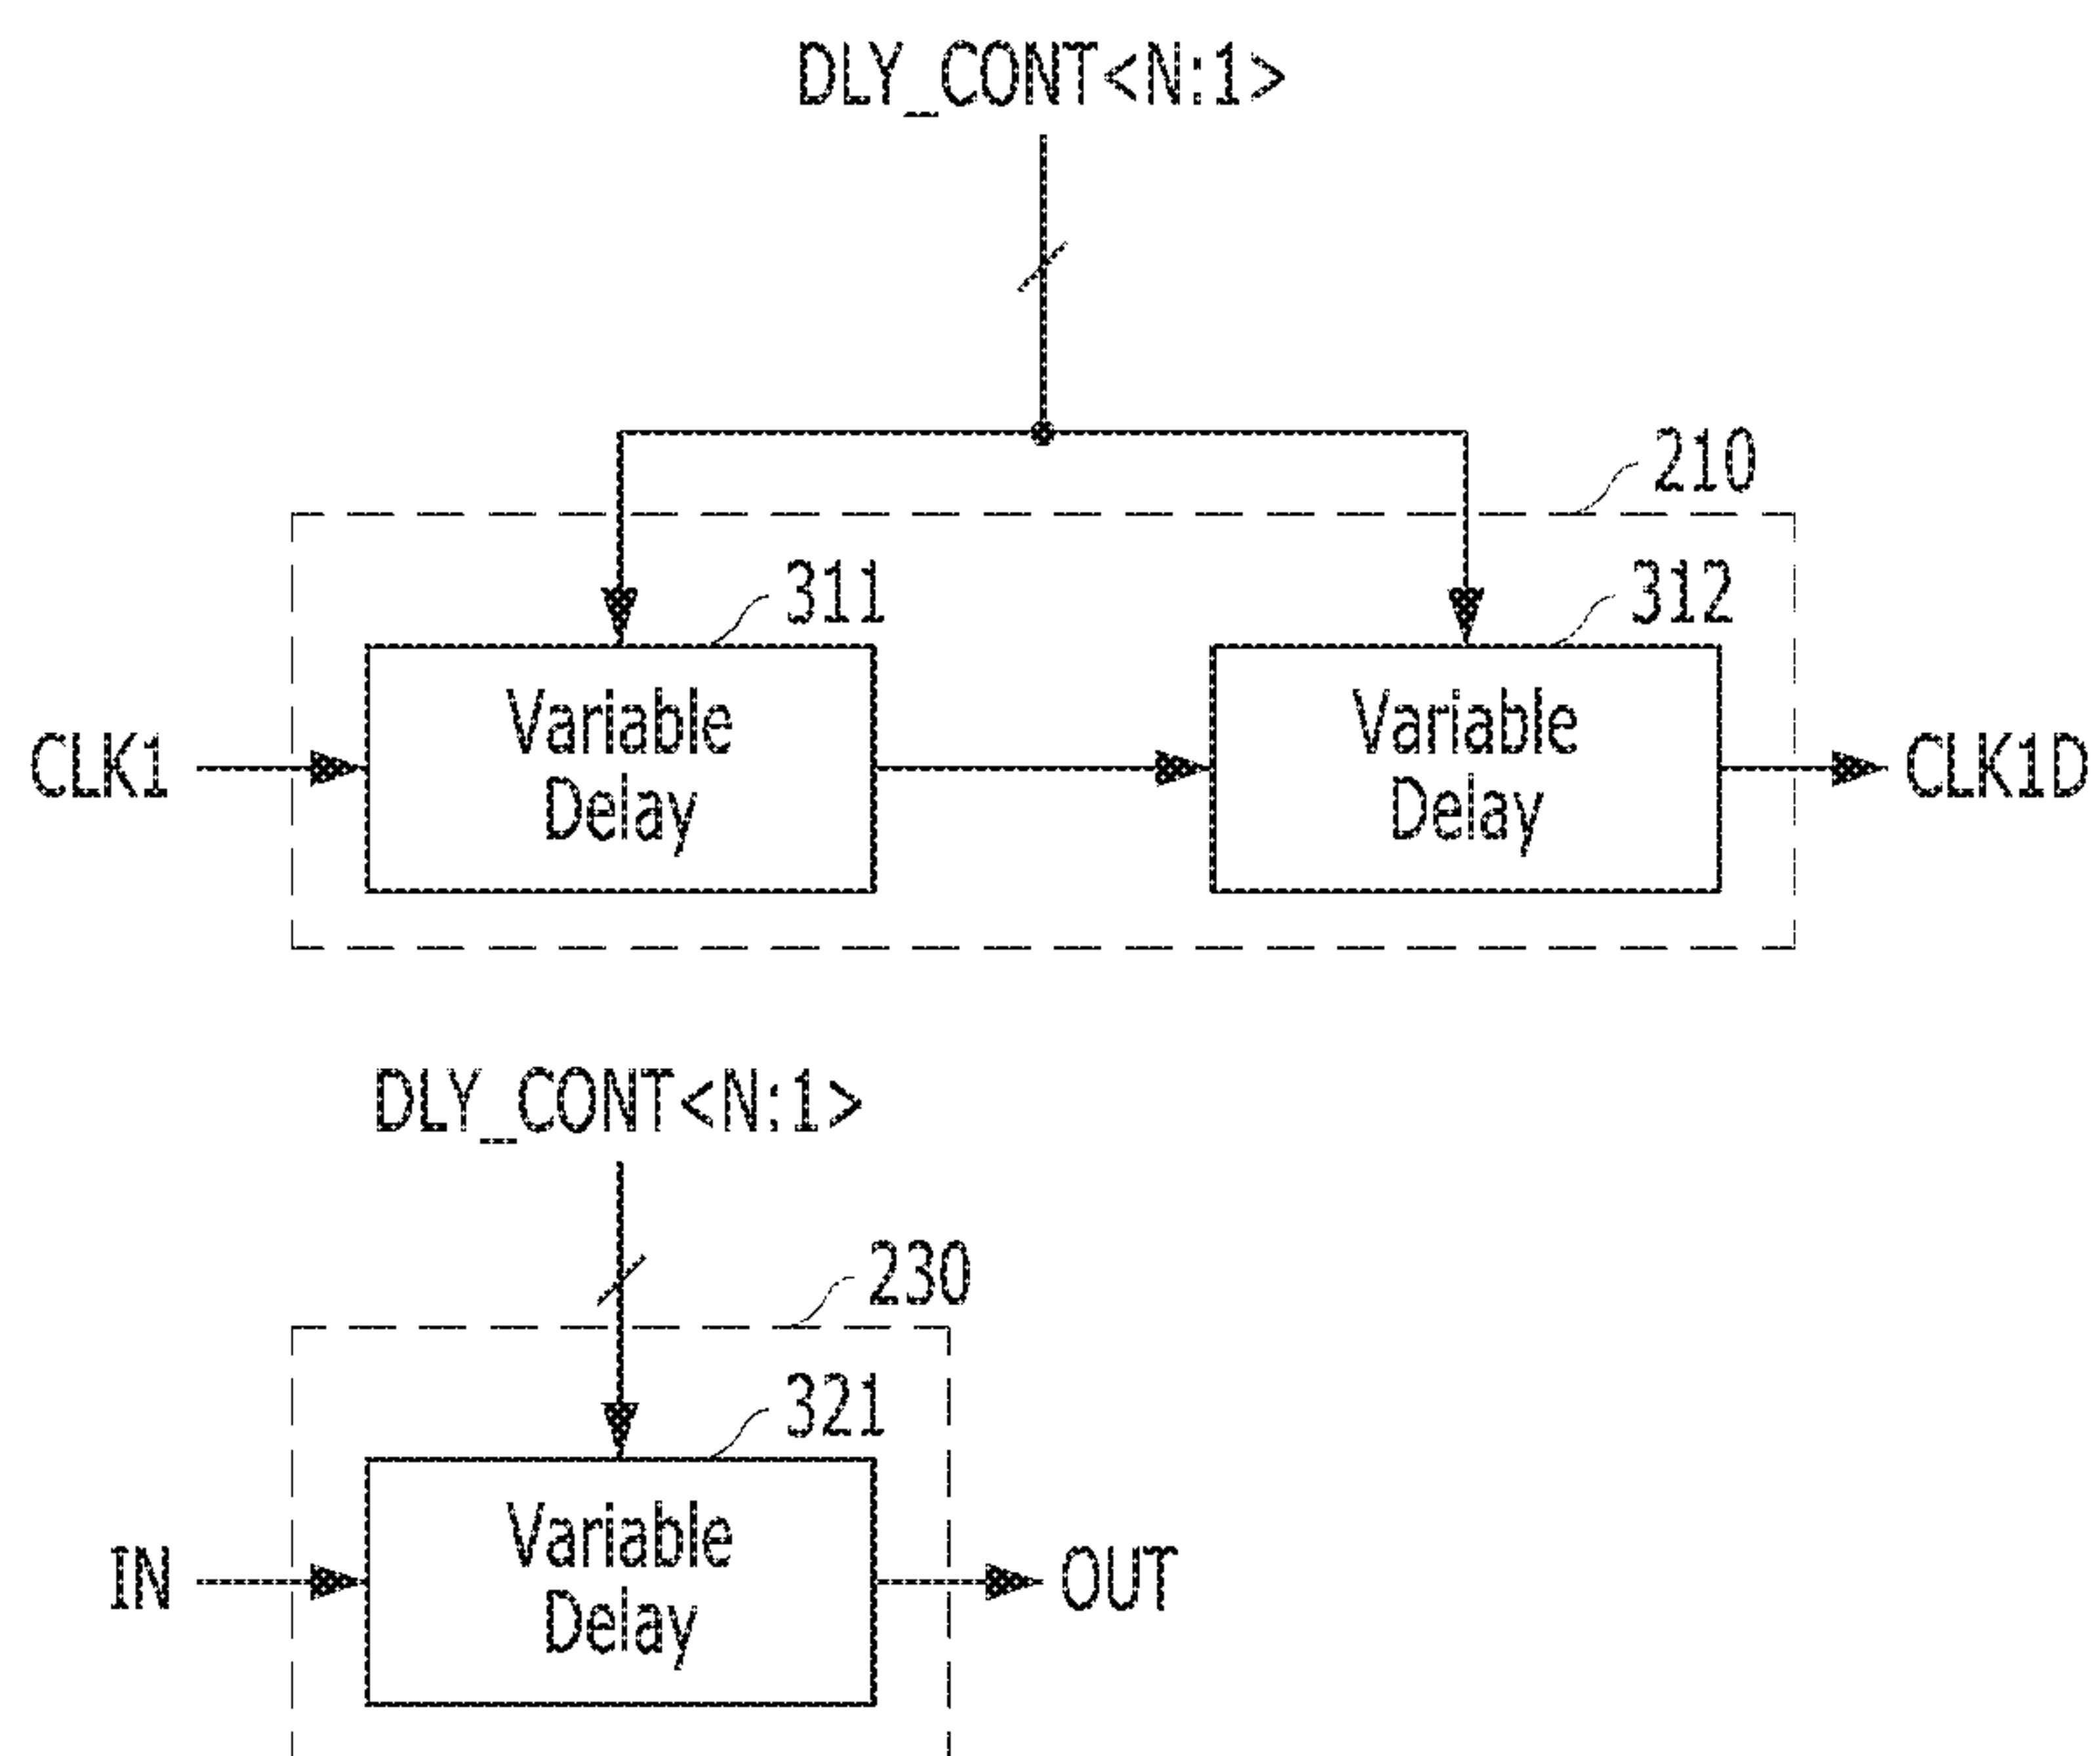 DLY_CONT<N:1>
210
311
312
CLK1
Variable
Delay
Variable
Delay
CLK1D
DLY_CONT<N:1>
230
321
IN
Variable
Delay
OUT